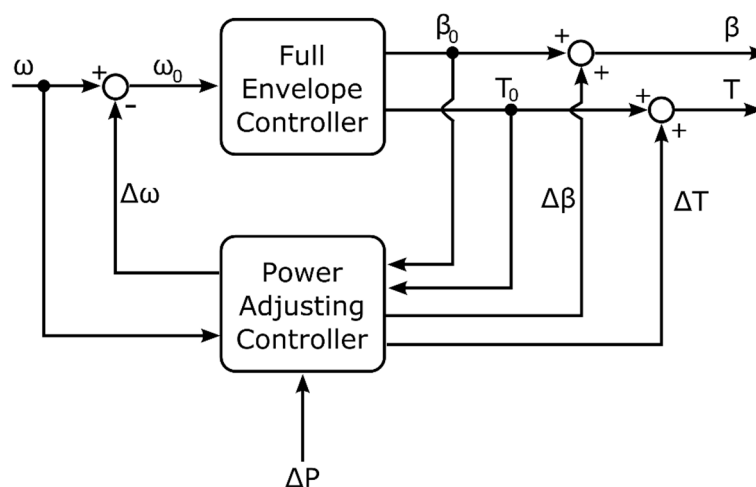 β₀
β
Full
Envelope
Controller
ω
+
-
ω₀
+
+
T₀
T
+
+
Δω
Δβ
ΔT
Power
Adjusting
Controller
ΔP